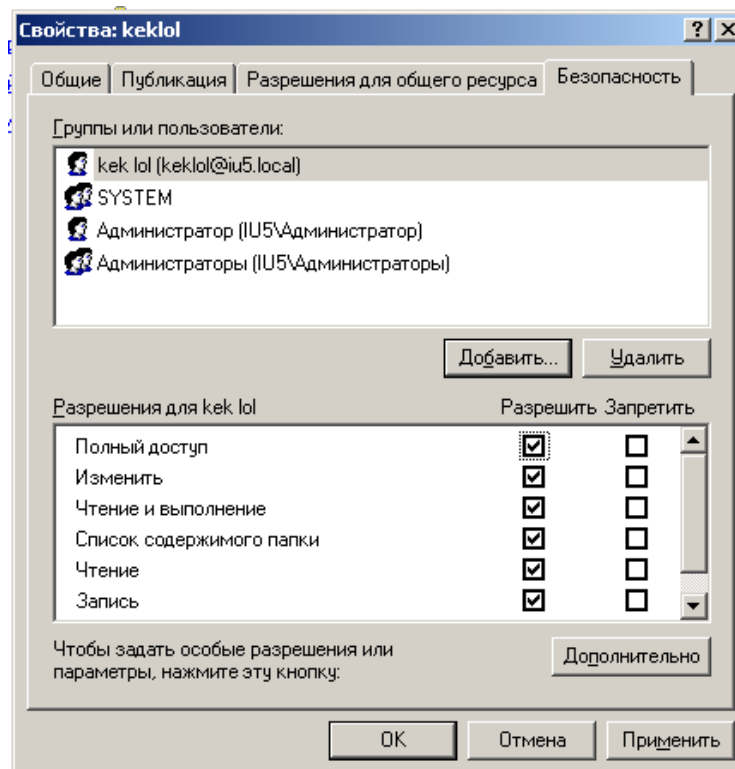 Свойства: keklol
Общие Публикация Разрешения для общего ресурса Безопасность
Группы или пользователи:
kek lol (keklol@iu5.local)
SYSTEM
Администратор (IU5\Администратор)
Администраторы (IU5\Администраторы)
Добавить... Удалить
Разрешения для kek lol Разрешить Запретить
Полный доступ
Изменить
Чтение и выполнение
Список содержимого папки
Чтение
Запись
Чтобы задать особые разрешения или
параметры, нажмите эту кнопку:
Дополнительно
OK Отмена Применить